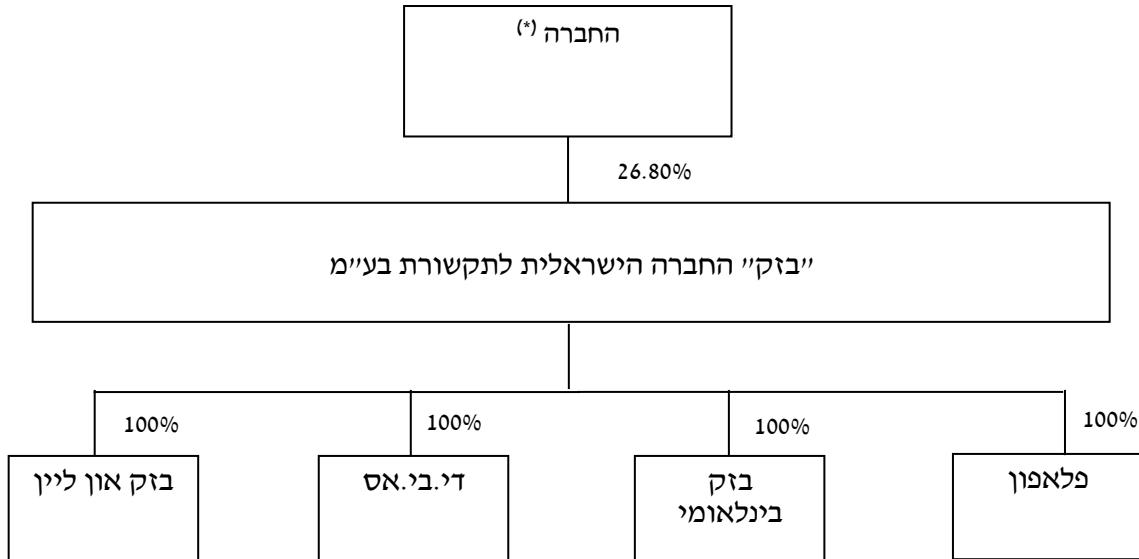 החברה (*)
26.80%
"בזק" החברה הישראלית לתקשורת בע"מ
100%
100%
100%
100%
פלאפון
בזק
בינלאומי
די.בי.אס
בזק און ליין